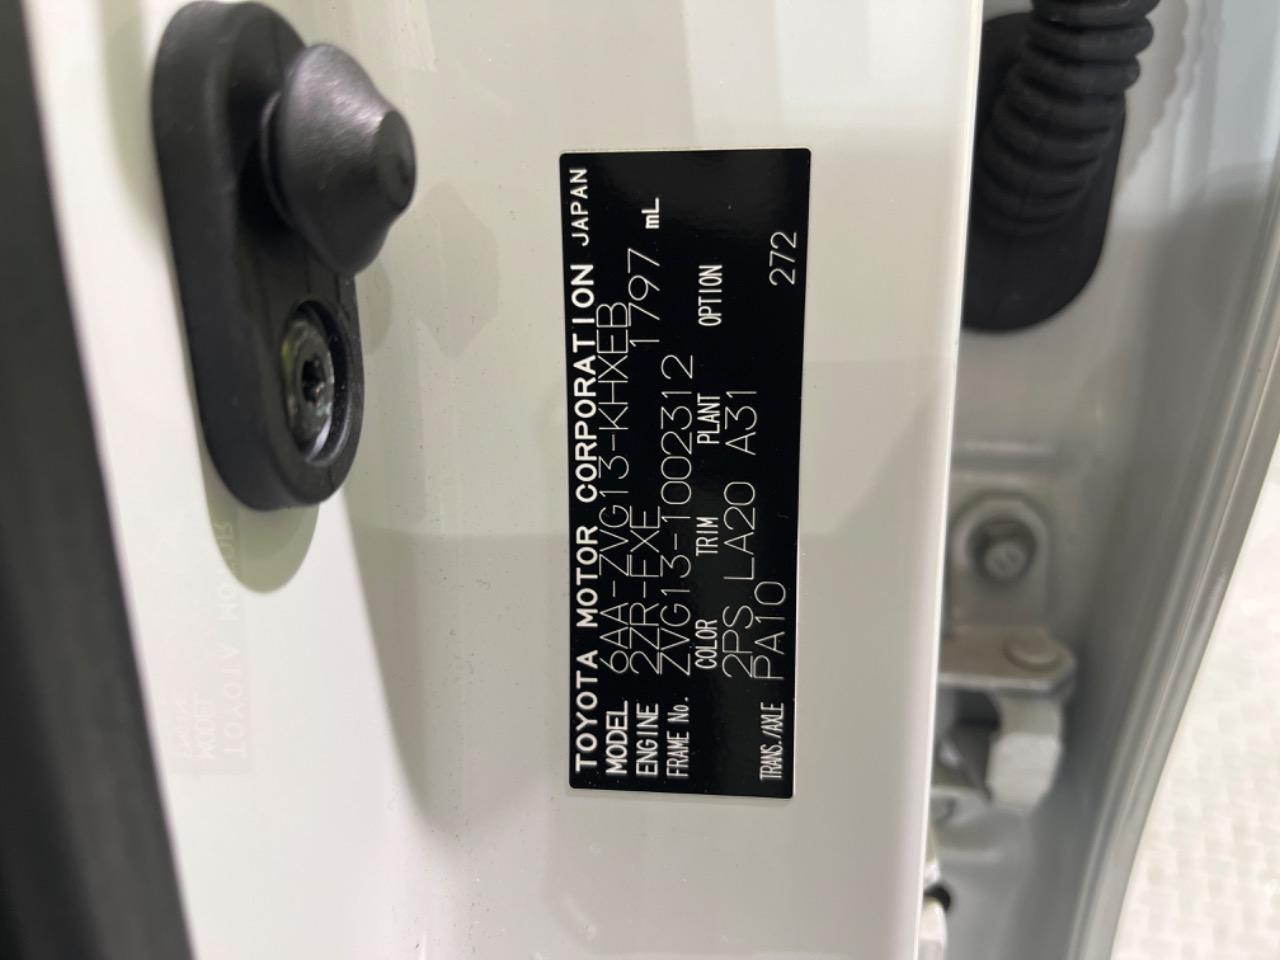 TOYOTA MOTOR CORPORATION JAPAN
MODEL 6AA-ZVG13-KHXEB
ENGINE 2ZR-FXE 1797 mL
FRAME No. ZVG13-1002312
COLOR TRIM PLANT OPTION
2PS LA20 A31
TRANS./AXLE PA10 272